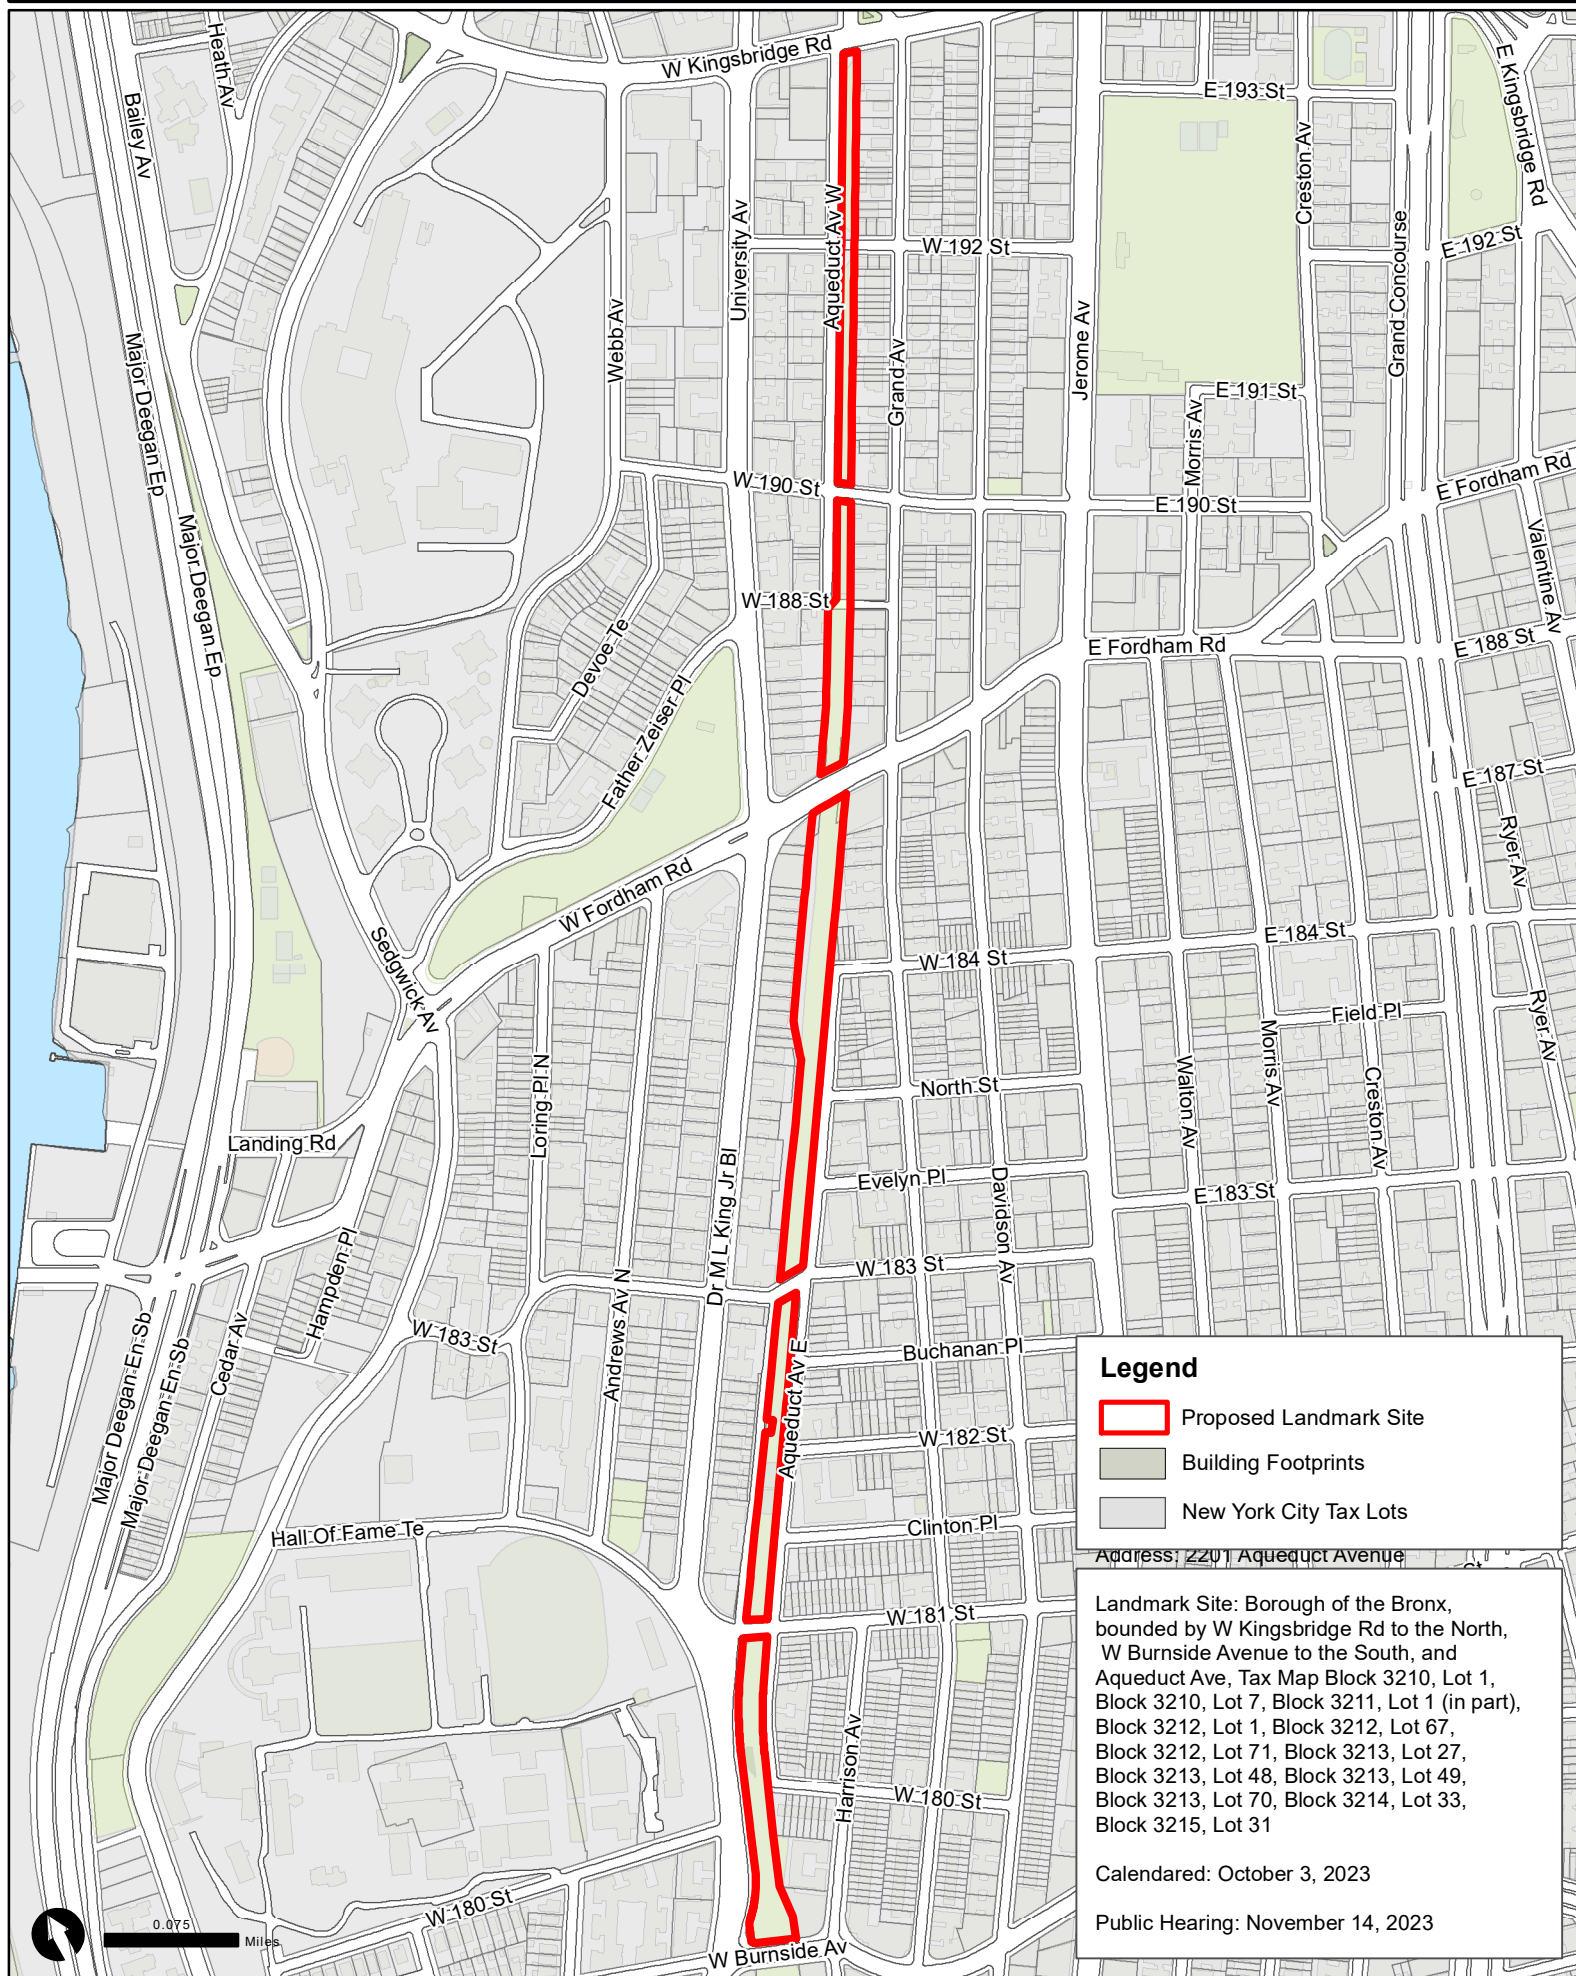 Heath Av
W Kingsbridge Rd
E Kingsbridge Rd
Bailey Av
E 193 St
Creston Av
University Av
Aqueduct Av W
W 192 St
E 192 St
Grand Concourse
Webb Av
Jerome Av
Major Deegan Ep
Grand Av
E 191 St
Morris Av
W 190 St
E 190 St
E Fordham Rd
Major Deegan Ep
Valentine Av
W 188 St
Devoe Te
E Fordham Rd
E 188 St
Father Zeiser Pl
E 187 St
Ryer Av
W Fordham Rd
Sedgwick Av
W 184 St
E 184 St
Field Pl
Ryer Av
Morris Av
Walton Av
Creston Av
North St
Loring Pl N
Landing Rd
Dr M L King Jr Bl
Evelyn Pl
Davidson Av
E 183 St
Hampden Pl
W 183 St
W 183 St
Andrews Av N
Cedar Av
Major Deegan En Sb
Major Deegan En Sb
Buchanan Pl
Aqueduct Av E
W 182 St
Clinton Pl
Hall Of Fame Te
W 181 St
Harrison Av
W 180 St
W 180 St
W Burnside Av
0.075
Miles
Legend
Proposed Landmark Site
Building Footprints
New York City Tax Lots
Address: 2201 Aqueduct Avenue
St
Landmark Site: Borough of the Bronx,
bounded by W Kingsbridge Rd to the North,
W Burnside Avenue to the South, and
Aqueduct Ave, Tax Map Block 3210, Lot 1,
Block 3210, Lot 7, Block 3211, Lot 1 (in part),
Block 3212, Lot 1, Block 3212, Lot 67,
Block 3212, Lot 71, Block 3213, Lot 27,
Block 3213, Lot 48, Block 3213, Lot 49,
Block 3213, Lot 70, Block 3214, Lot 33,
Block 3215, Lot 31
Calendared: October 3, 2023
Public Hearing: November 14, 2023